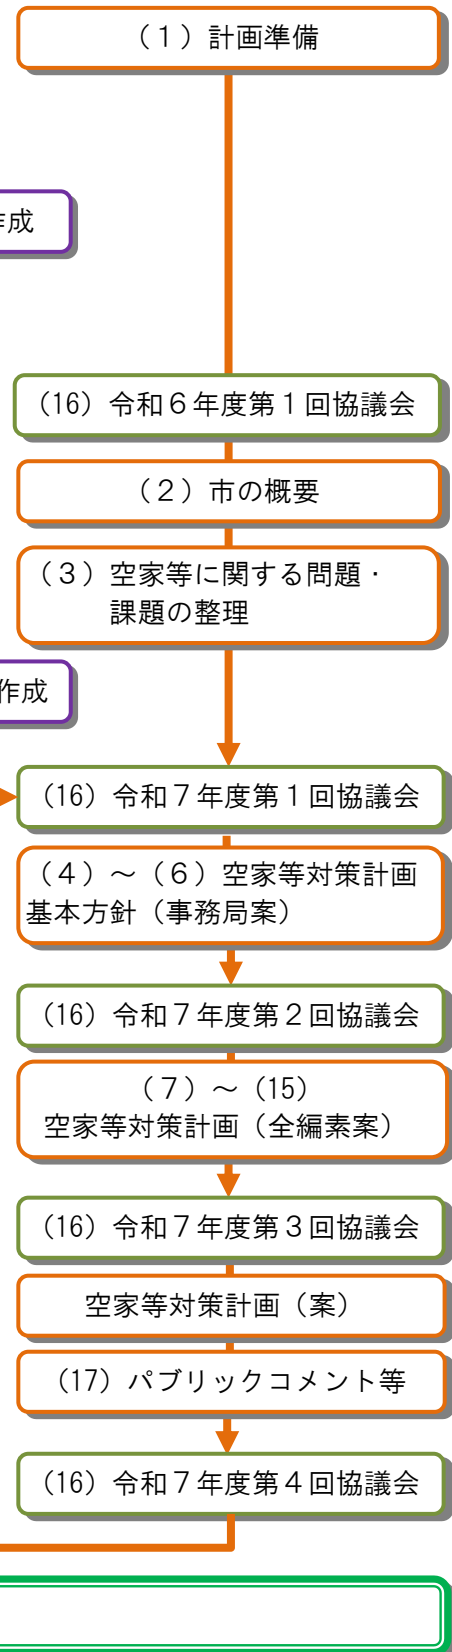 （１）計画準備
作成
（16）令和６年度第１回協議会
（２）市の概要
（３）空家等に関する問題・
課題の整理
作成
（16）令和７年度第１回協議会
（４）～（６）空家等対策計画
基本方針（事務局案）
（16）令和７年度第２回協議会
（７）～（15）
空家等対策計画（全編素案）
（16）令和７年度第３回協議会
空家等対策計画（案）
（17）パブリックコメント等
（16）令和７年度第４回協議会